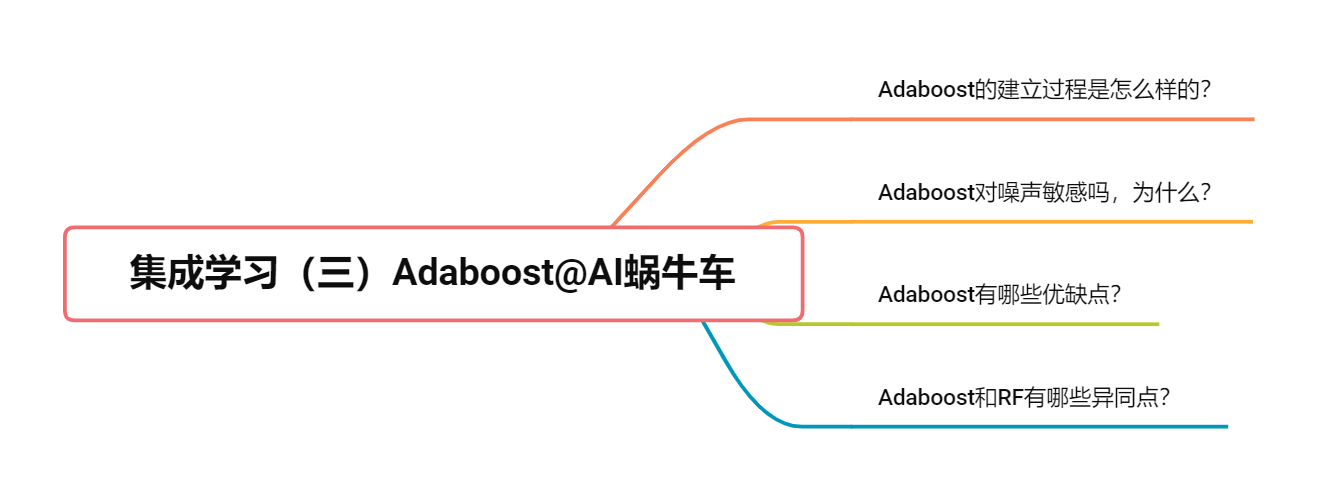 Adaboost的建立过程是怎么样的？
Adaboost对噪声敏感吗，为什么？
集成学习（三）Adaboost@AI蜗牛车
Adaboost有哪些优缺点？
Adaboost和RF有哪些异同点？